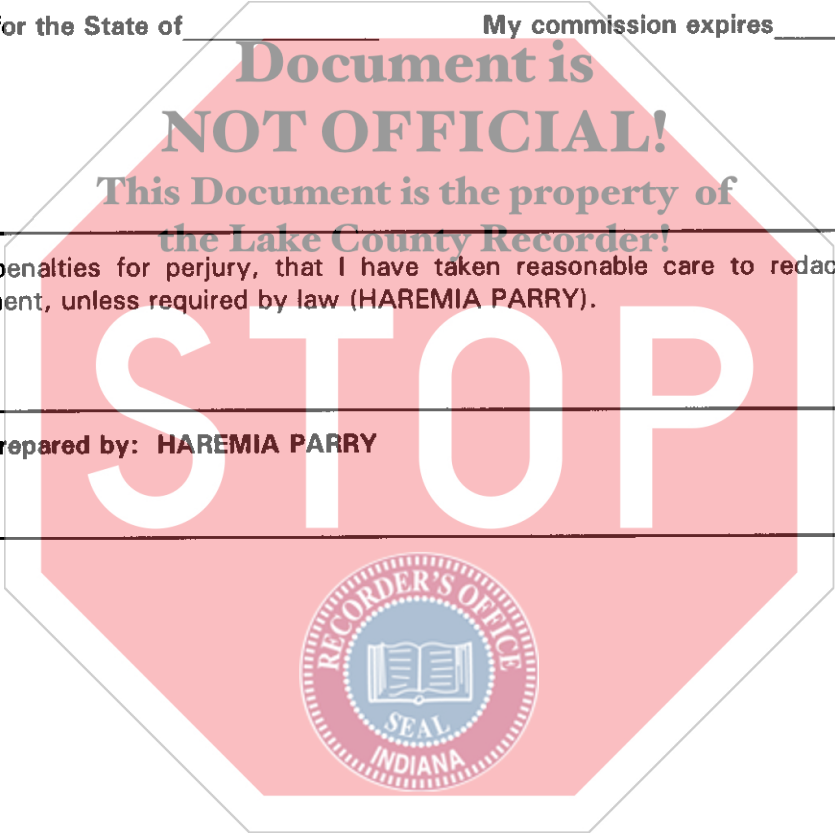 for the State of My commission expires
Document is
NOT OFFICIAL!
This Document is the property of
the Lake County Recorder!
penalties for perjury, that I have taken reasonable care to redac
ent, unless required by law (HAREMIA PARRY).
STOP
repared by: HAREMIA PARRY
RECORDER'S OFFICE
SEAL
INDIANA